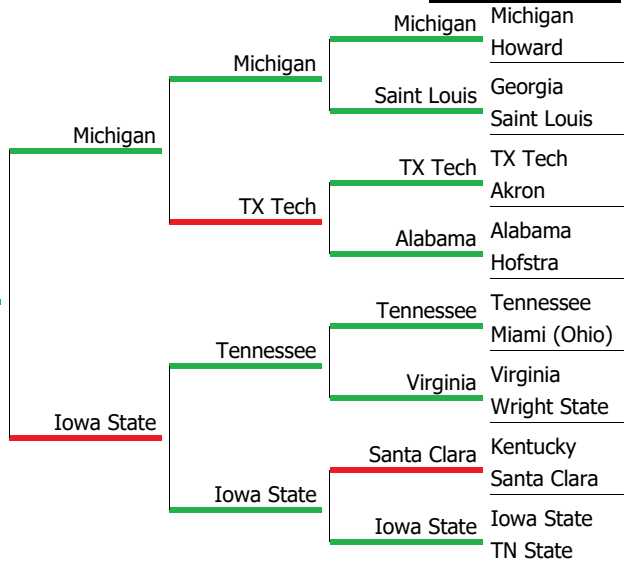 Michigan
Michigan
Howard
Michigan
Saint Louis
Georgia
Saint Louis
Michigan
TX Tech
TX Tech
Akron
TX Tech
Alabama
Alabama
Hofstra
Tennessee
Tennessee
Miami (Ohio)
Tennessee
Virginia
Virginia
Wright State
Iowa State
Santa Clara
Kentucky
Santa Clara
Iowa State
Iowa State
Iowa State
TN State